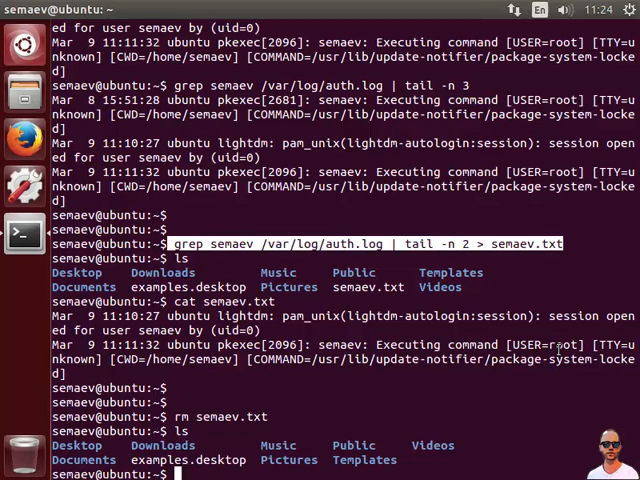 semaev@ubuntu: ~
En
11:24
ed for user semaev by (uid=0)
Mar  9 11:11:32 ubuntu pkexec[2096]: semaev: Executing command [USER=root] [TTY=u
nknown] [CWD=/home/semaev] [COMMAND=/usr/lib/update-notifier/package-system-locke
d]
semaev@ubuntu:~$ grep semaev /var/log/auth.log | tail -n 3
Mar  8 15:51:28 ubuntu pkexec[2681]: semaev: Executing command [USER=root] [TTY=u
nknown] [CWD=/home/semaev] [COMMAND=/usr/lib/update-notifier/package-system-locke
d]
Mar  9 11:10:27 ubuntu lightdm: pam_unix(lightdm-autologin:session): session open
ed for user semaev by (uid=0)
Mar  9 11:11:32 ubuntu pkexec[2096]: semaev: Executing command [USER=root] [TTY=u
nknown] [CWD=/home/semaev] [COMMAND=/usr/lib/update-notifier/package-system-locke
d]
semaev@ubuntu:~$
semaev@ubuntu:~$
semaev@ubuntu:~$ grep semaev /var/log/auth.log | tail -n 2 > semaev.txt
semaev@ubuntu:~$ ls
Desktop    Downloads         Music     Public      Templates
Documents  examples.desktop  Pictures  semaev.txt  Videos
semaev@ubuntu:~$ cat semaev.txt
Mar  9 11:10:27 ubuntu lightdm: pam_unix(lightdm-autologin:session): session open
ed for user semaev by (uid=0)
Mar  9 11:11:32 ubuntu pkexec[2096]: semaev: Executing command [USER=root] [TTY=u
nknown] [CWD=/home/semaev] [COMMAND=/usr/lib/update-notifier/package-system-locke
d]
semaev@ubuntu:~$
semaev@ubuntu:~$ rm semaev.txt
semaev@ubuntu:~$ ls
Desktop    Downloads         Music     Public     Videos
Documents  examples.desktop  Pictures  Templates
semaev@ubuntu:~$